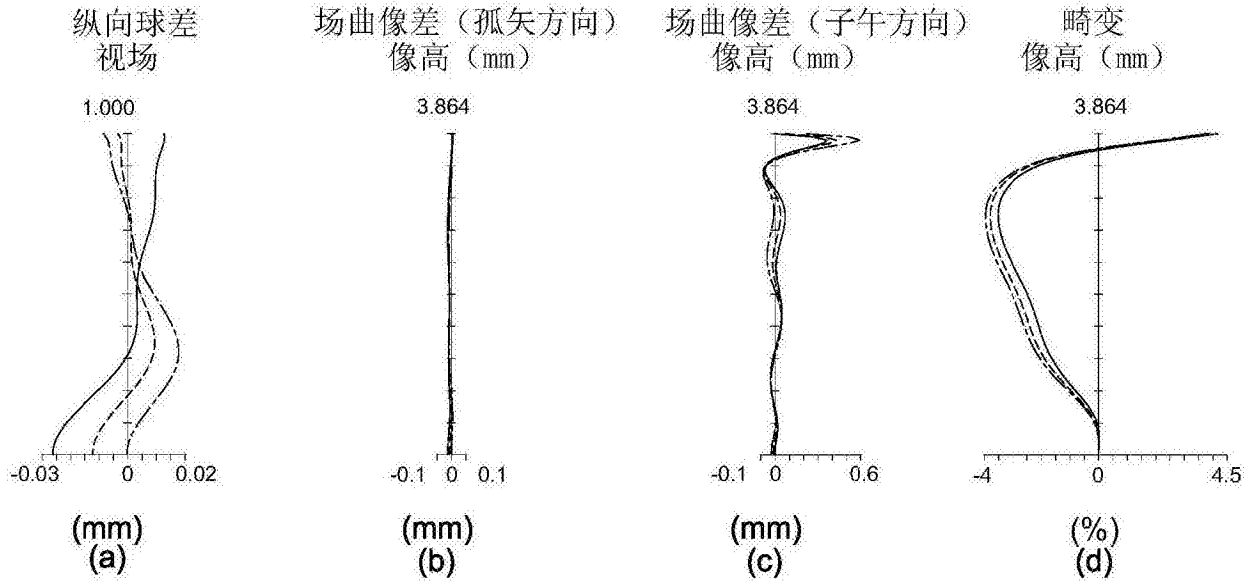 纵向球差
视场
1.000
-0.03 0 0.02
(mm)
(a)
场曲像差（孤矢方向）
像高（mm）
3.864
-0.1 0 0.1
(mm)
(b)
场曲像差（子午方向）
像高（mm）
3.864
-0.1 0 0.6
(mm)
(c)
畸变
像高（mm）
3.864
-4 0 4.5
(%)
(d)